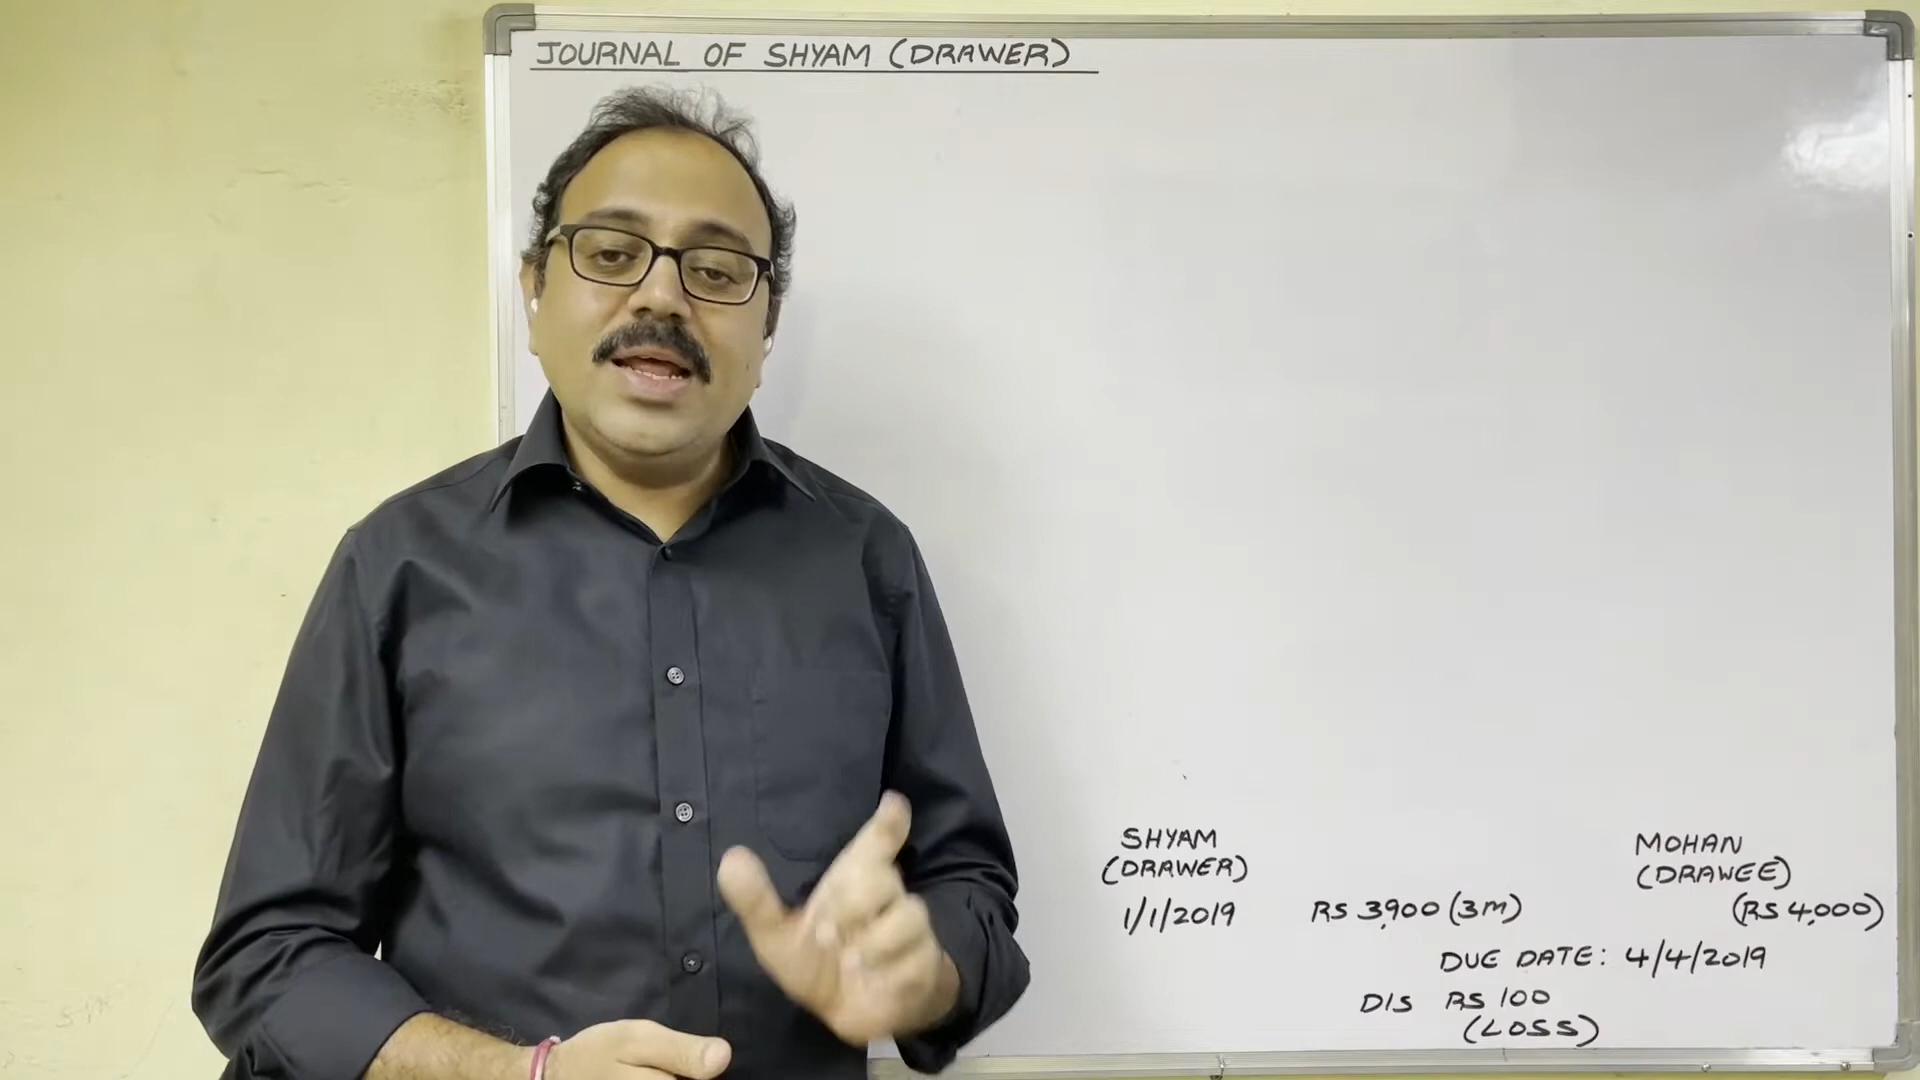 JOURNAL OF SHYAM (DRAWER)
SHYAM
(DRAWER)
MOHAN
(DRAWEE)
1/1/2019 RS 3,900 (3M) (RS 4,000)
DUE DATE: 4/4/2019
DIS RS 100
(LOSS)